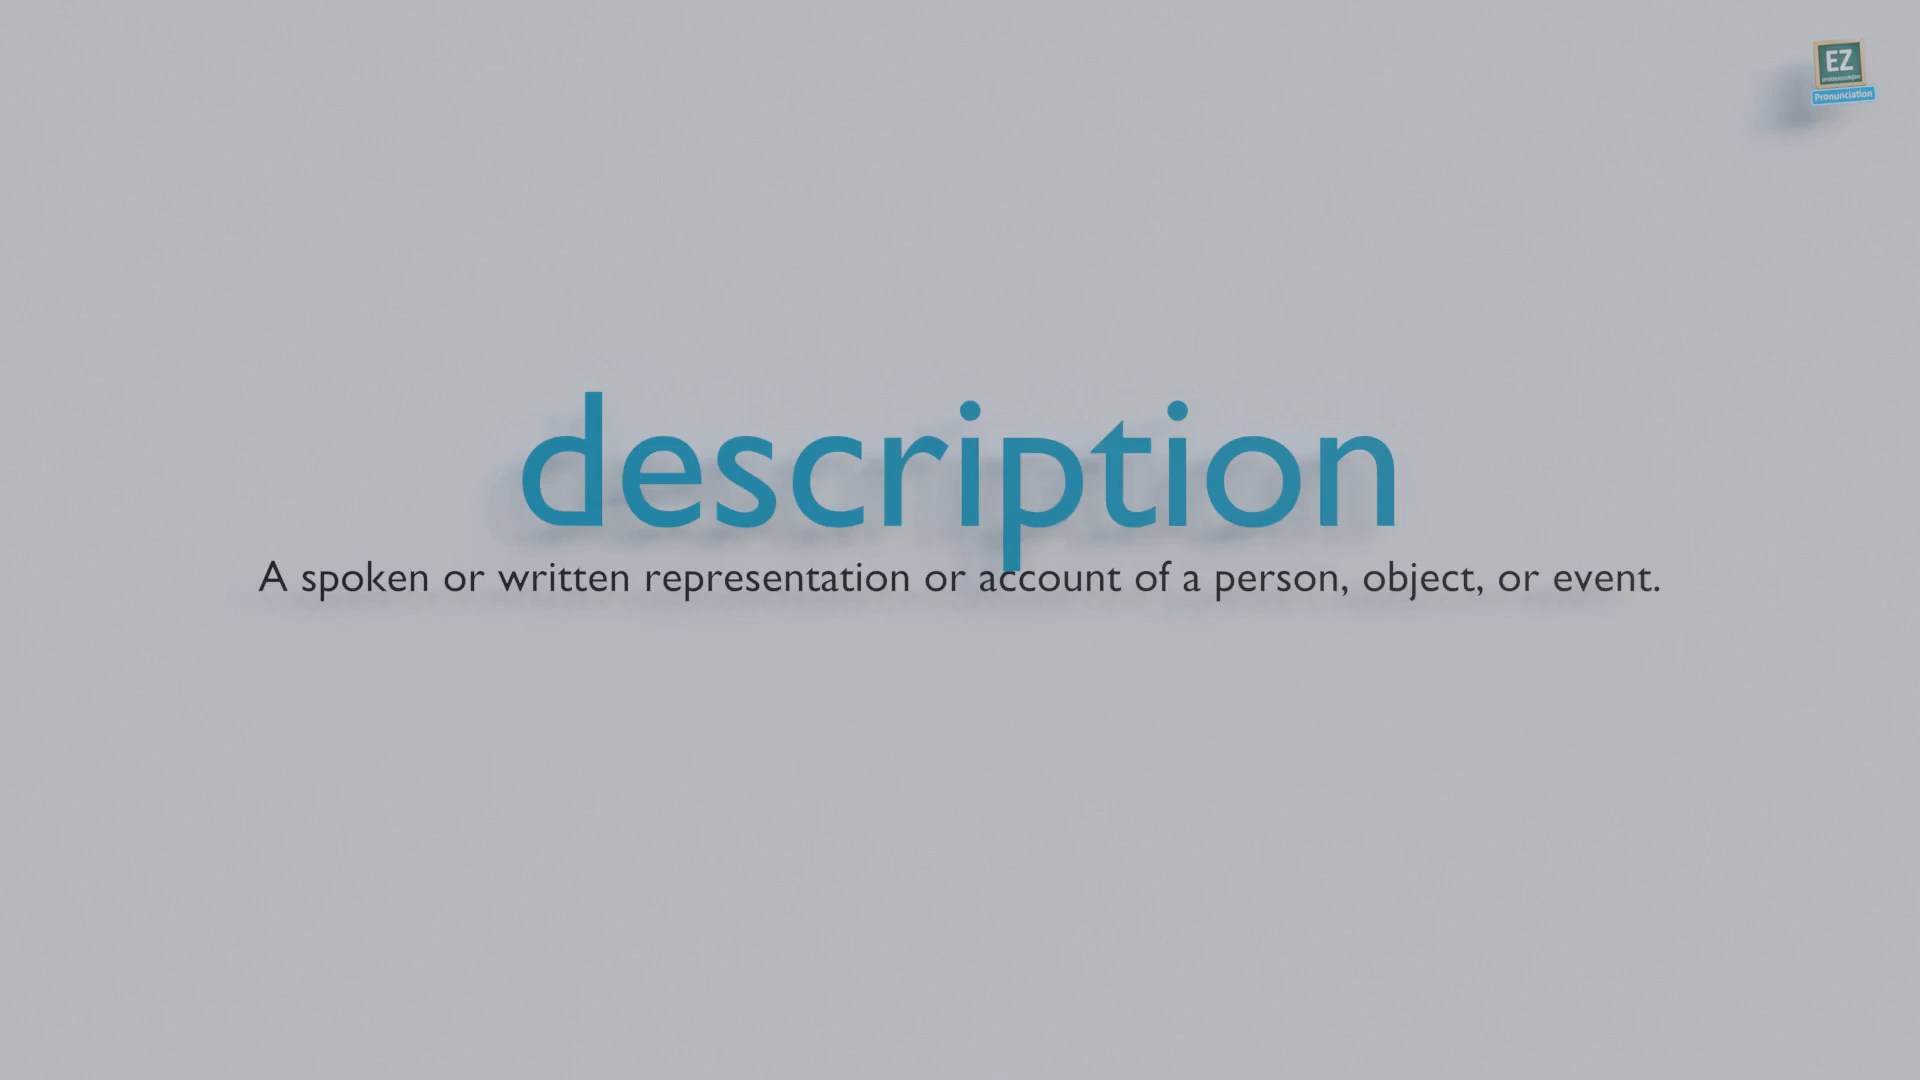 EZ
Pronunciation
description
A spoken or written representation or account of a person, object, or event.